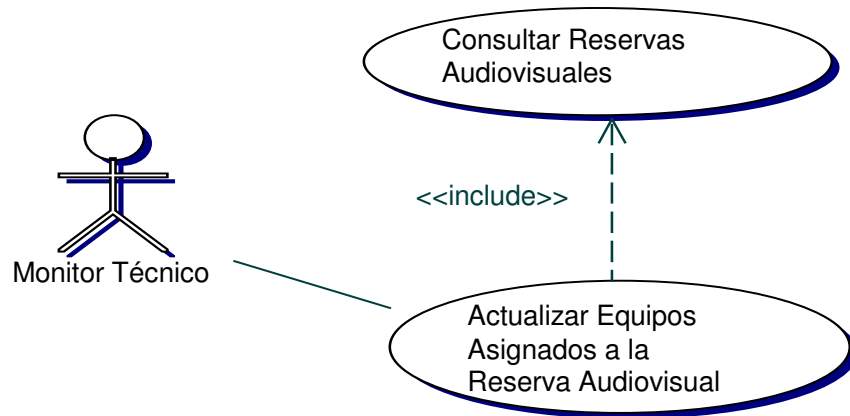 Consultar Reservas
Audiovisuales
<<include>>
Monitor Técnico
Actualizar Equipos
Asignados a la
Reserva Audiovisual